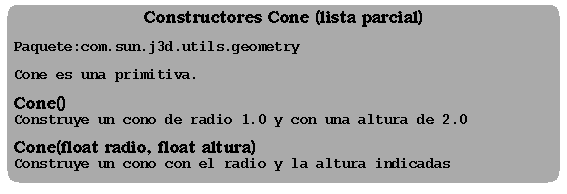 Constructores Cone (lista parcial)
Paquete:com.sun.j3d.utils.geometry
Cone es una primitiva.
Cone()
Construye un cono de radio 1.0 y con una altura de 2.0
Cone(float radio, float altura)
Construye un cono con el radio y la altura indicadas